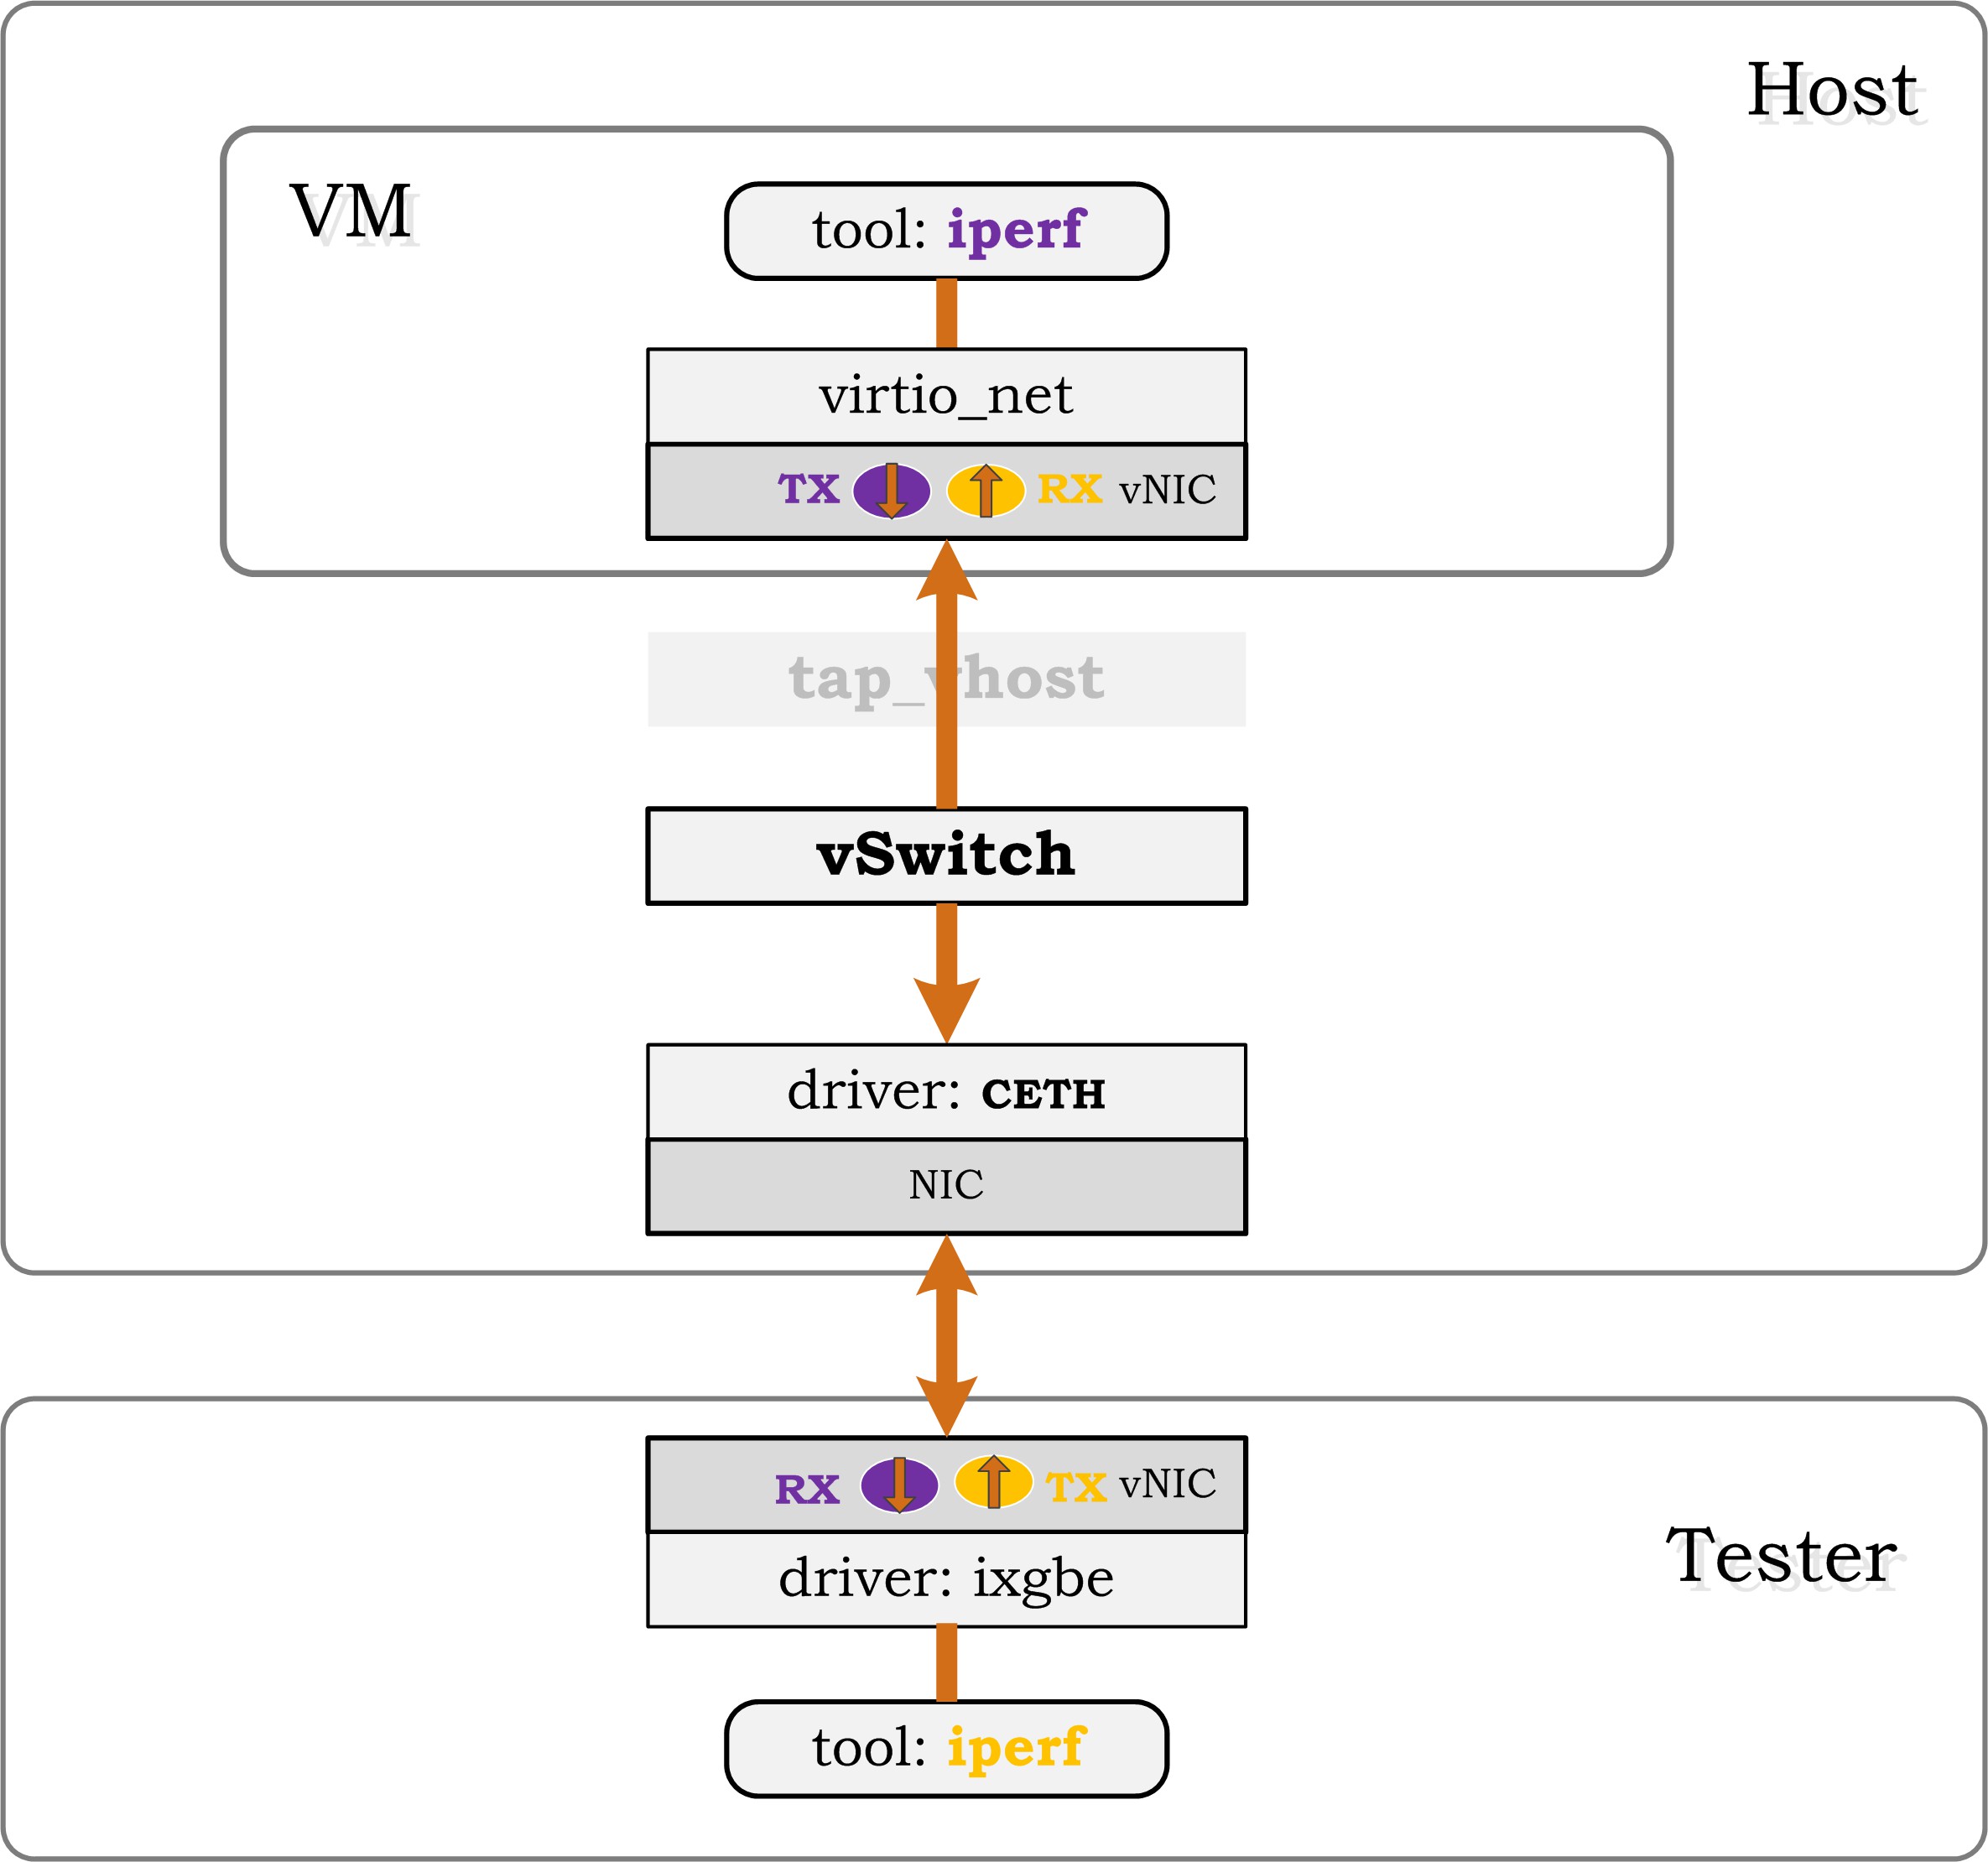 Host
VM
tool: iperf
virtio_net
TX RX vNIC
tap_vhost
vSwitch
driver: CETH
NIC
RX TX vNIC
driver: ixgbe
Tester
tool: iperf